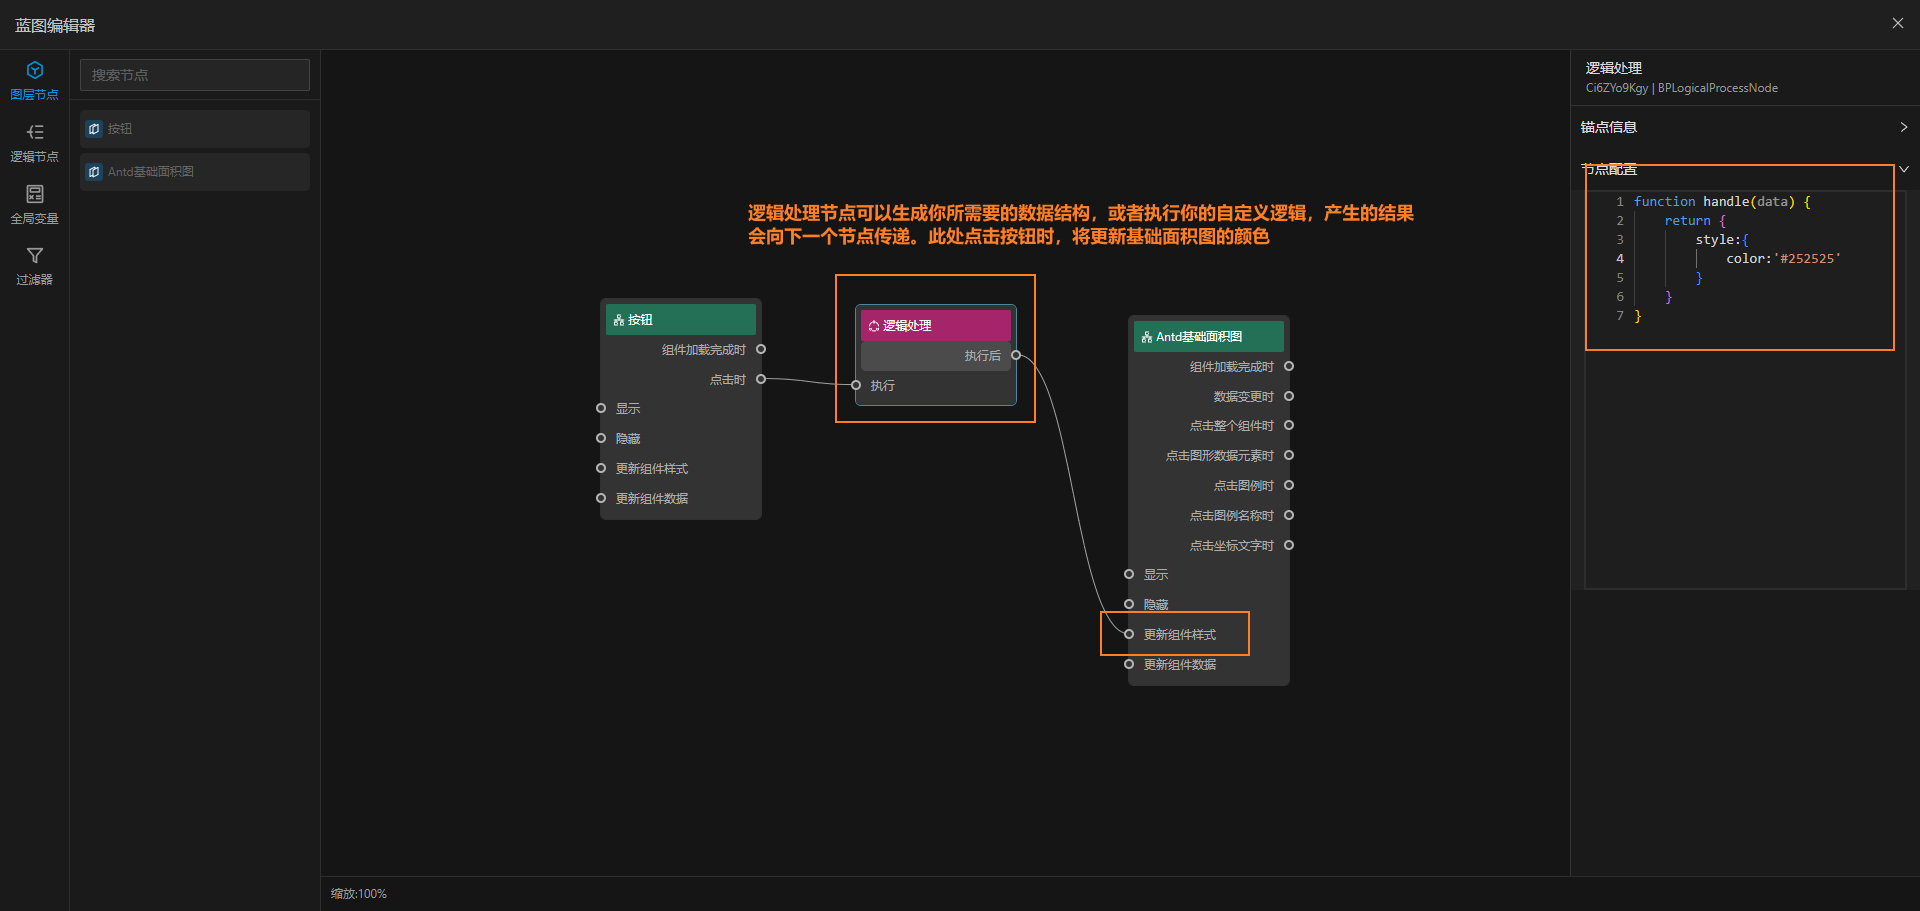 蓝图编辑器
图层节点
逻辑节点
全局变量
过滤器
搜索节点
按钮
Antd基础面积图
逻辑处理节点可以生成你所需要的数据结构，或者执行你的自定义逻辑，产生的结果
会向下一个节点传递。此处点击按钮时，将更新基础面积图的颜色
按钮
组件加载完成时
点击时
显示
隐藏
更新组件样式
更新组件数据
逻辑处理
执行后
执行
Antd基础面积图
组件加载完成时
数据变更时
点击整个组件时
点击图形数据元素时
点击图例时
点击图例名称时
点击坐标文字时
显示
隐藏
更新组件样式
更新组件数据
缩放:100%
逻辑处理
Ci6ZYo9Kgy | BPLogicalProcessNode
锚点信息
节点配置
1 function handle(data) {
2 return {
3 style:{
4 color:'#252525'
5 }
6 }
7 }